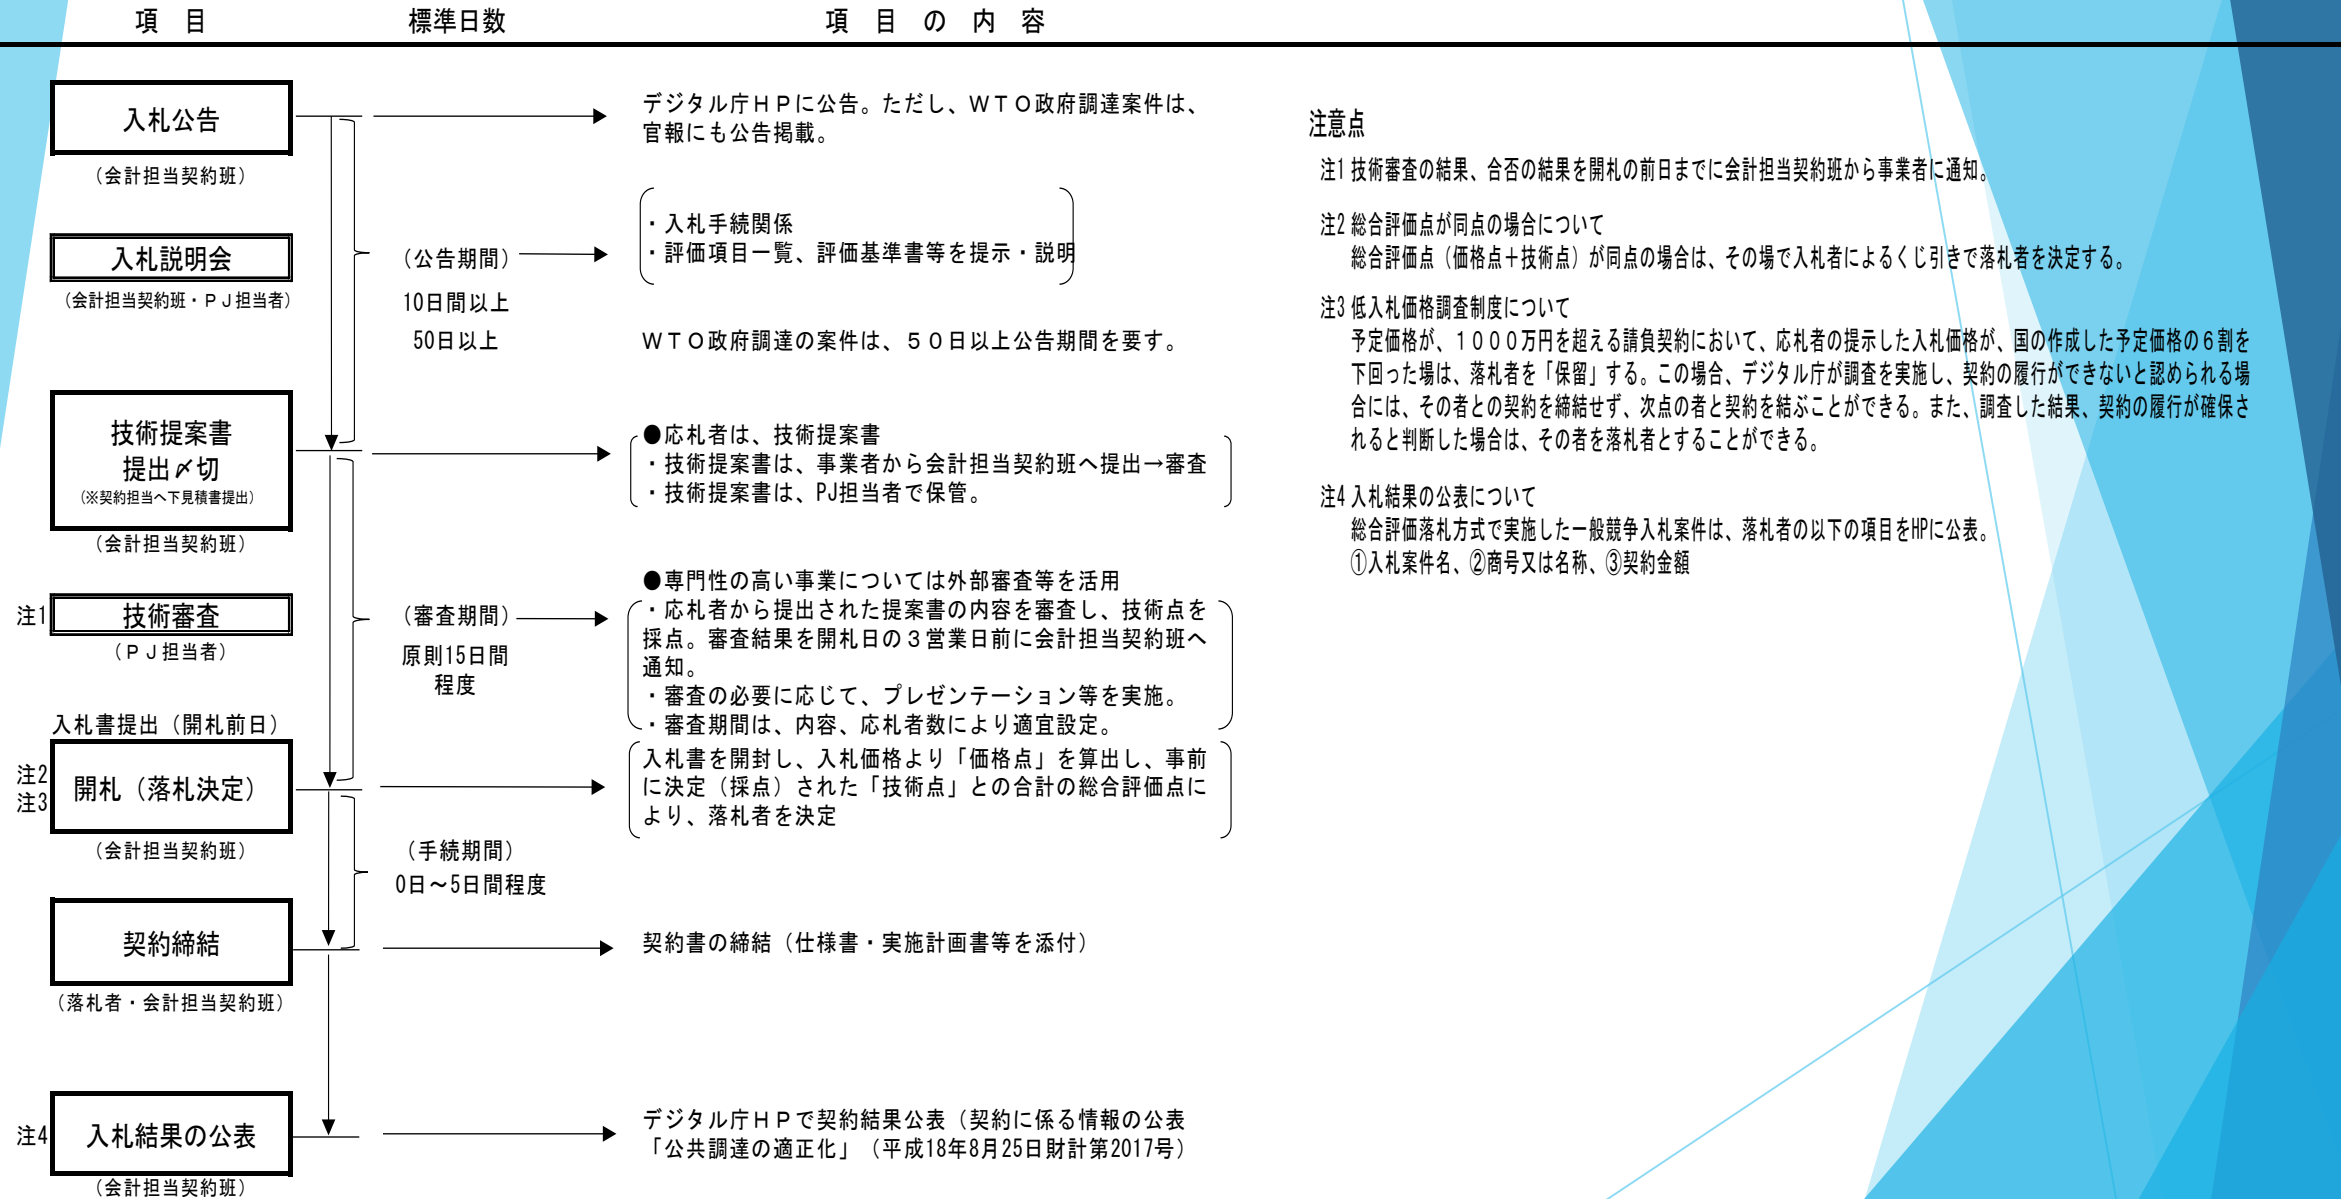 項　目
標準日数
項　目　の　内　容
入札公告
（会計担当契約班）
デジタル庁ＨＰに公告。ただし、ＷＴＯ政府調達案件は、
官報にも公告掲載。
入札説明会
（会計担当契約班・ＰＪ担当者）
（公告期間）
10日間以上
50日以上
・入札手続関係
・評価項目一覧、評価基準書等を提示・説明
ＷＴＯ政府調達の案件は、５０日以上公告期間を要す。
技術提案書
提出〆切
（※契約担当へ下見積書提出）
（会計担当契約班）
●応札者は、技術提案書
・技術提案書は、事業者から会計担当契約班へ提出→審査
・技術提案書は、PJ担当者で保管。
注1
技術審査
（ＰＪ担当者）
（審査期間）
原則15日間
程度
●専門性の高い事業については外部審査等を活用
・応札者から提出された提案書の内容を審査し、技術点を
採点。審査結果を開札日の３営業日前に会計担当契約班へ
通知。
・審査の必要に応じて、プレゼンテーション等を実施。
・審査期間は、内容、応札者数により適宜設定。
入札書提出（開札前日）
注2
注3
開札（落札決定）
（会計担当契約班）
入札書を開封し、入札価格より「価格点」を算出し、事前
に決定（採点）された「技術点」との合計の総合評価点に
より、落札者を決定
（手続期間）
0日～5日間程度
契約締結
（落札者・会計担当契約班）
契約書の締結（仕様書・実施計画書等を添付）
注4
入札結果の公表
（会計担当契約班）
デジタル庁ＨＰで契約結果公表（契約に係る情報の公表
「公共調達の適正化」（平成18年8月25日財計第2017号）
注意点
注1 技術審査の結果、合否の結果を開札の前日までに会計担当契約班から事業者に通知。
注2 総合評価点が同点の場合について
総合評価点（価格点＋技術点）が同点の場合は、その場で入札者によるくじ引きで落札者を決定する。
注3 低入札価格調査制度について
予定価格が、１０００万円を超える請負契約において、応札者の提示した入札価格が、国の作成した予定価格の６割を
下回った場は、落札者を「保留」する。この場合、デジタル庁が調査を実施し、契約の履行ができないと認められる場
合には、その者との契約を締結せず、次点の者と契約を結ぶことができる。また、調査した結果、契約の履行が確保さ
れると判断した場合は、その者を落札者とすることができる。
注4 入札結果の公表について
総合評価落札方式で実施した一般競争入札案件は、落札者の以下の項目をHPに公表。
①入札案件名、②商号又は名称、③契約金額